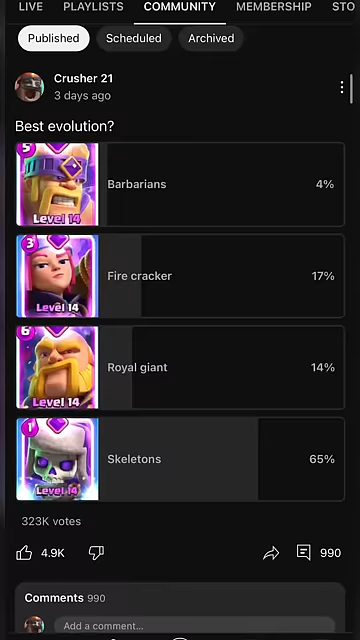 LIVE PLAYLISTS COMMUNITY MEMBERSHIP STO
Published Scheduled Archived
Crusher 21
3 days ago
Best evolution?
5
Level 14
Barbarians 4%
3
Level 14
Fire cracker 17%
6
Level 14
Royal giant 14%
1
Level 14
Skeletons 65%
323K votes
4.9K 990
Comments 990
Add a comment...